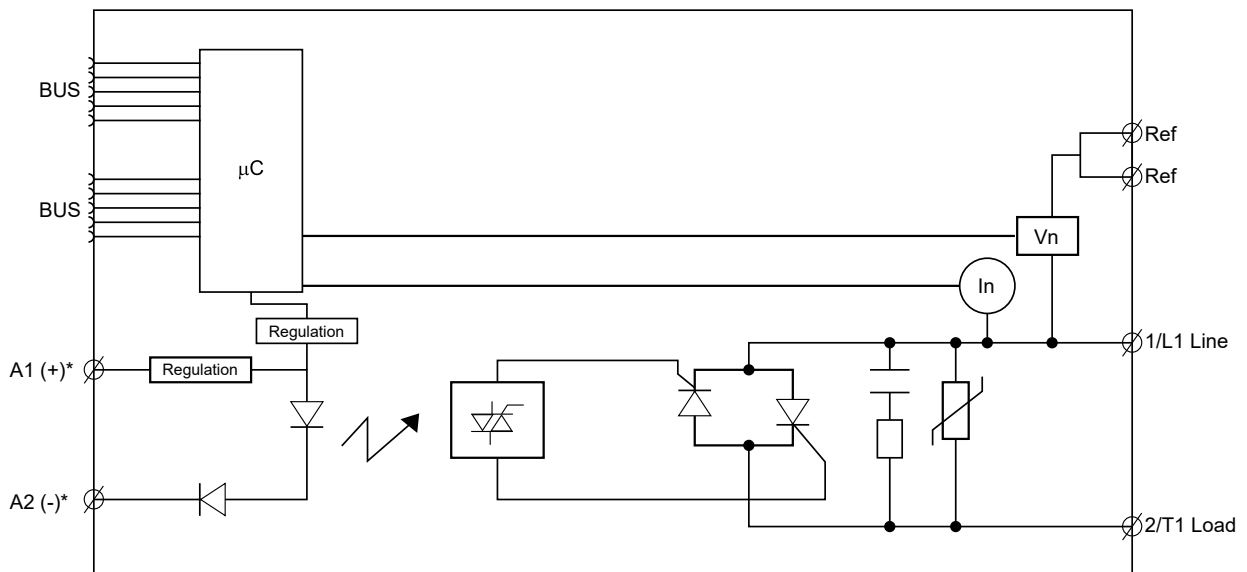 BUS
μC
Ref
Ref
BUS
Vn
In
Regulation
1/L1 Line
A1 (+)*
Regulation
A2 (-)*
2/T1 Load